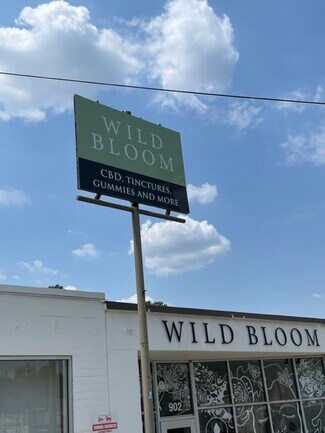 WILD
BLOOM
CBD, TINCTURES,
GUMMIES AND MORE
WILD BLOOM
902